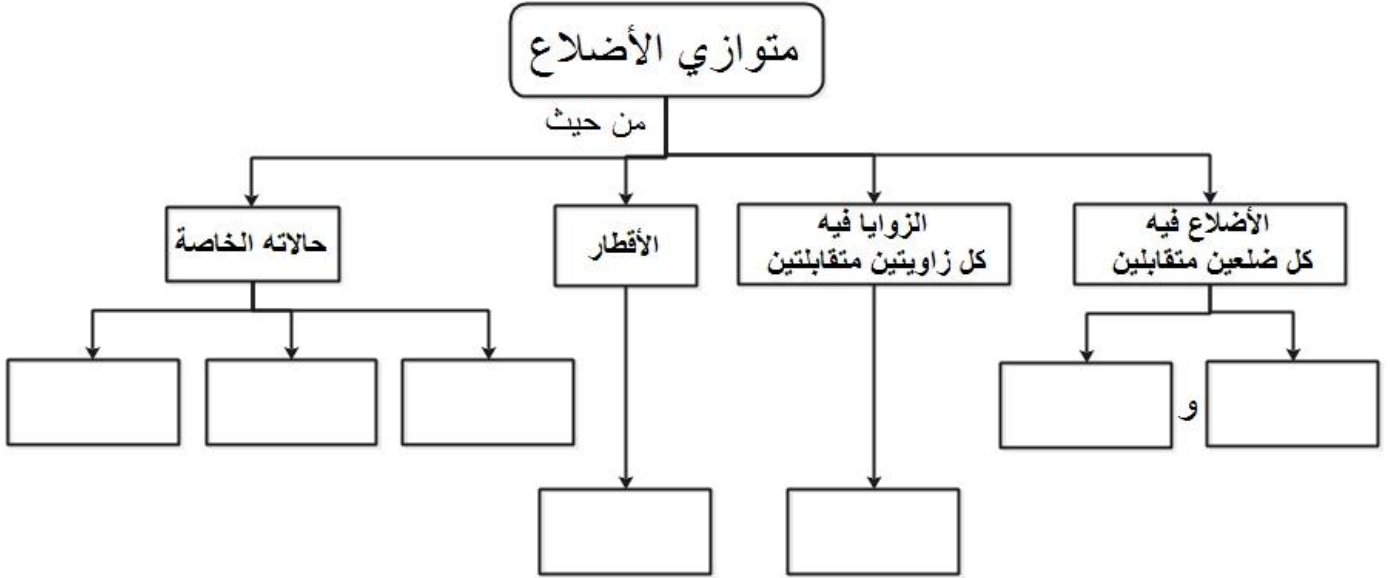 متوازي الأضلاع
من حيث
الأضلاع فيه
كل ضلعين متقابلين
الزوايا فيه
كل زاويتين متقابلتين
الأقطار
حالاته الخاصة
و